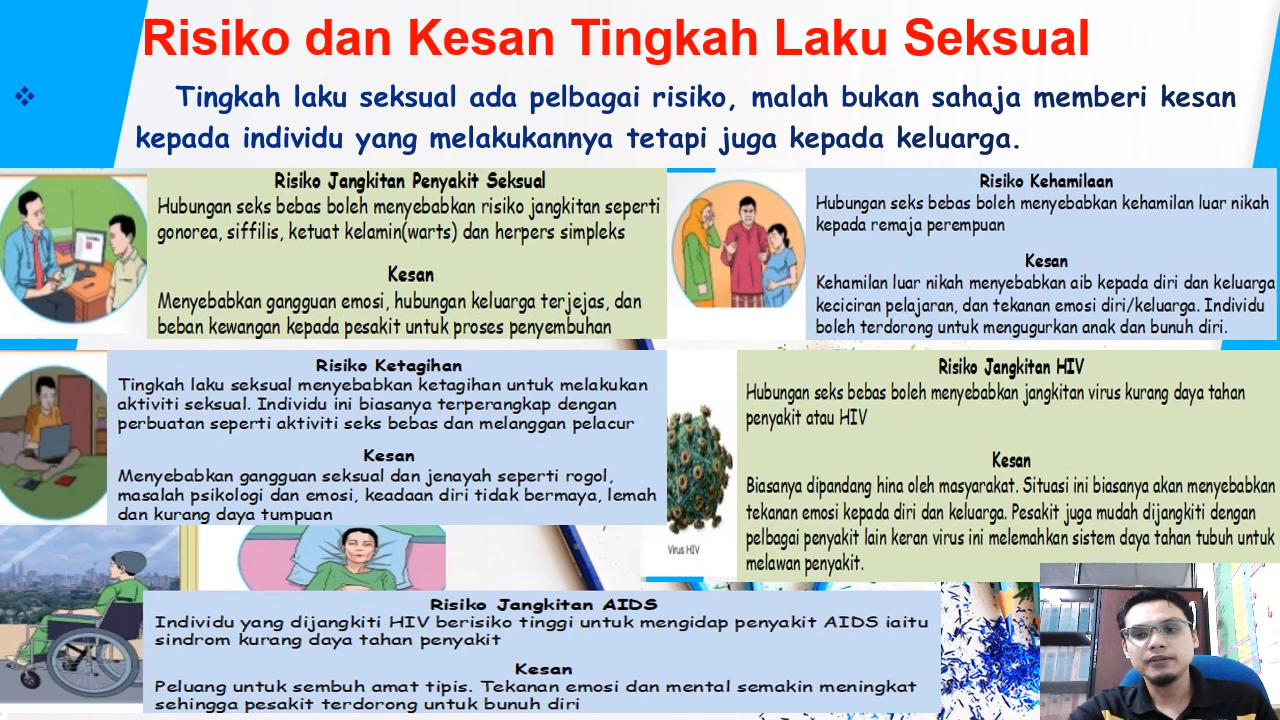 Risiko dan Kesan Tingkah Laku Seksual
Tingkah laku seksual ada pelbagai risiko, malah bukan sahaja memberi kesan
kepada individu yang melakukannya tetapi juga kepada keluarga.
Risiko Jangkitan Penyakit Seksual
Hubungan seks bebas boleh menyebabkan risiko jangkitan seperti
gonorea, siffilis, ketuat kelamin(warts) dan herpers simpleks
Kesan
Menyebabkan gangguan emosi, hubungan keluarga terjejas, dan
beban kewangan kepada pesakit untuk proses penyembuhan
Risiko Kehamilaan
Hubungan seks bebas boleh menyebabkan kehamilan luar nikah
kepada remaja perempuan
Kesan
Kehamilan luar nikah menyebabkan aib kepada diri dan keluarga
keciciran pelajaran, dan tekanan emosi diri/keluarga. Individu
boleh terdorong untuk mengugurkan anak dan bunuh diri.
Risiko Ketagihan
Tingkah laku seksual menyebabkan ketagihan untuk melakukan
aktiviti seksual. Individu ini biasanya terperangkap dengan
perbuatan seperti aktiviti seks bebas dan melanggan pelacur
Kesan
Menyebabkan gangguan seksual dan jenayah seperti rogol,
masalah psikologi dan emosi, keadaan diri tidak bermaya, lemah
dan kurang daya tumpuan
Risiko Jangkitan HIV
Hubungan seks bebas boleh menyebabkan jangkitan virus kurang daya tahan
penyakit atau HIV
Kesan
Biasanya dipandang hina oleh masyarakat. Situasi ini biasanya akan menyebabkan
tekanan emosi kepada diri dan keluarga. Pesakit juga mudah dijangkiti dengan
pelbagai penyakit lain keran virus ini melemahkan sistem daya tahan tubuh untuk
melawan penyakit.
Virus HIV
Risiko Jangkitan AIDS
Individu yang dijangkiti HIV berisiko tinggi untuk mengidap penyakit AIDS iaitu
sindrom kurang daya tahan penyakit
Kesan
Peluang untuk sembuh amat tipis. Tekanan emosi dan mental semakin meningkat
sehingga pesakit terdorong untuk bunuh diri